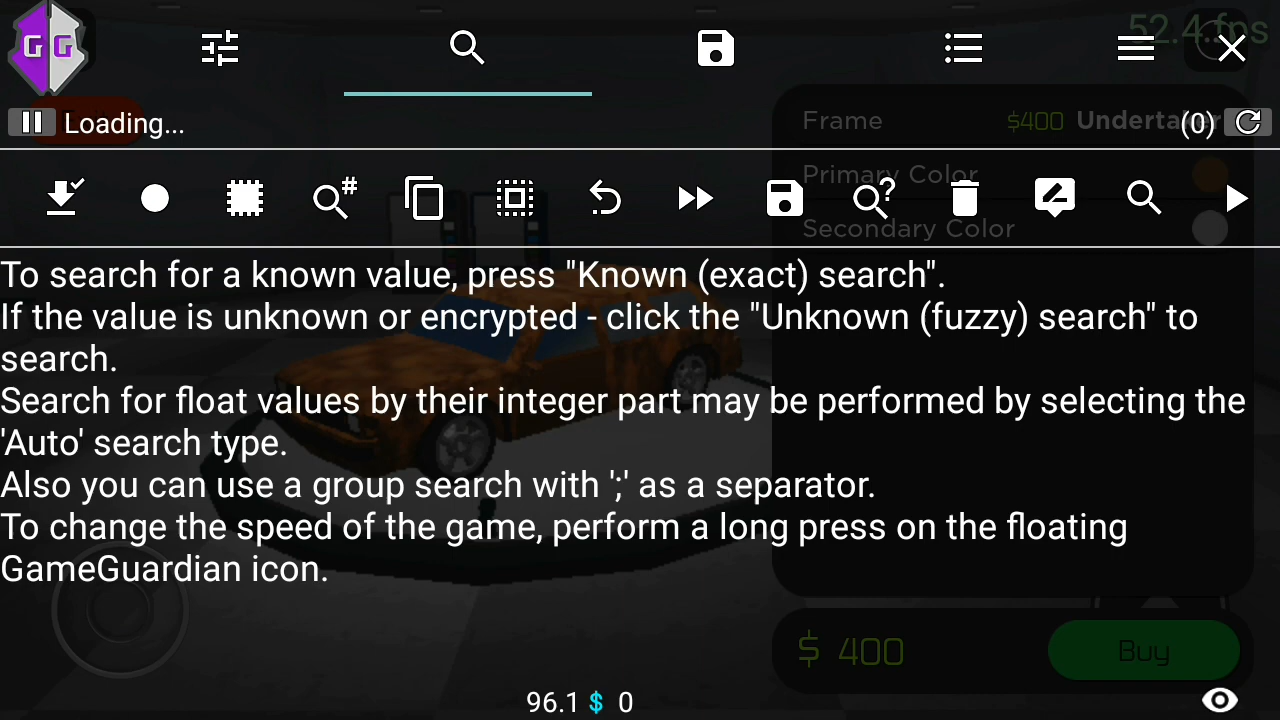 GG
52.4 fps
Loading...
(0)
Frame $400 Undertaker
Primary Color
Secondary Color
#
?
To search for a known value, press "Known (exact) search".
If the value is unknown or encrypted - click the "Unknown (fuzzy) search" to
search.
Search for float values by their integer part may be performed by selecting the
'Auto' search type.
Also you can use a group search with ';' as a separator.
To change the speed of the game, perform a long press on the floating
GameGuardian icon.
$ 400
Buy
96.1 $ 0